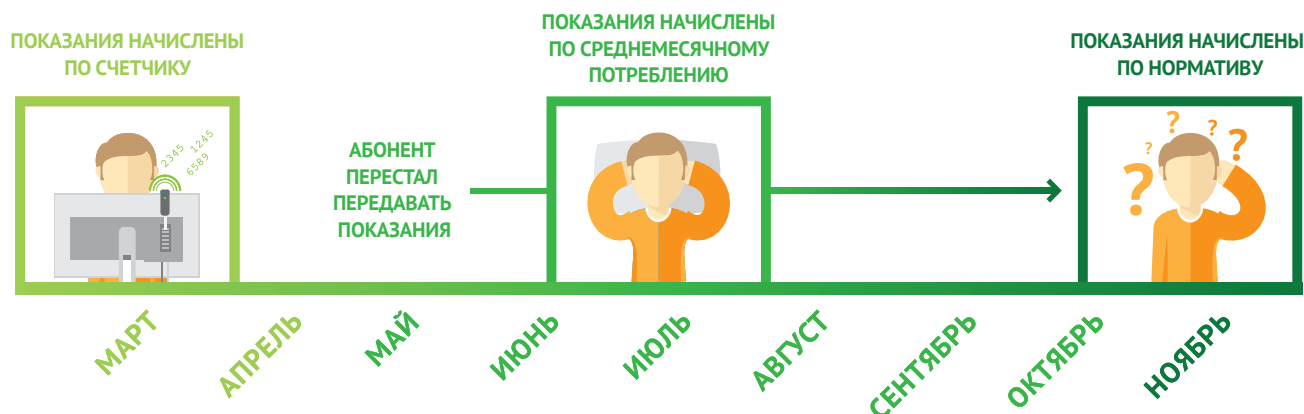 ПОКАЗАНИЯ НАЧИСЛЕНЫ
ПО СЧЕТЧИКУ
2345 1245
6589
АБОНЕНТ
ПЕРЕСТАЛ
ПЕРЕДАВАТЬ
ПОКАЗАНИЯ
ПОКАЗАНИЯ НАЧИСЛЕНЫ
ПО СРЕДНЕМЕСЯЧНОМУ
ПОТРЕБЛЕНИЮ
ПОКАЗАНИЯ НАЧИСЛЕНЫ
ПО НОРМАТИВУ
? ? ? ? ?
МАРТ
АПРЕЛЬ
МАЙ
ИЮНЬ
ИЮЛЬ
АВГУСТ
СЕНТЯБРЬ
ОКТЯБРЬ
НОЯБРЬ